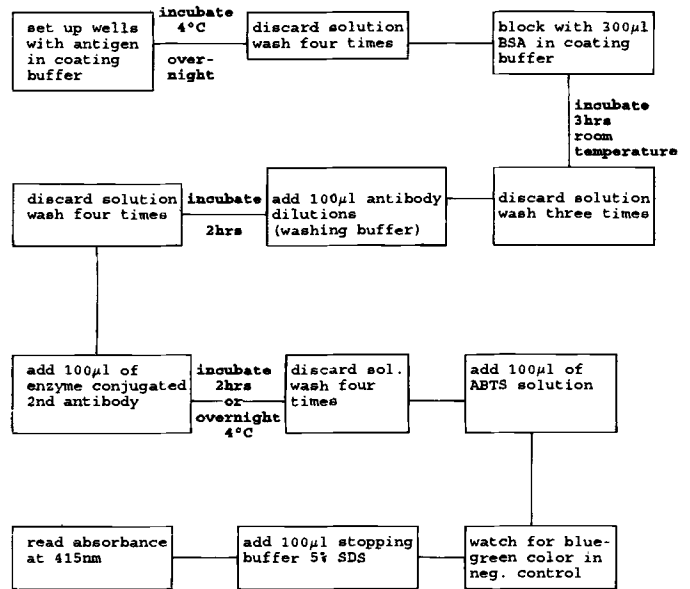 set up wells
with antigen
in coating
buffer
incubate
4°C
over-
night
discard solution
wash four times
block with 300µl
BSA in coating
buffer
incubate
3hrs
room
temperature
discard solution
wash three times
add 100µl antibody
dilutions
(washing buffer)
incubate
2hrs
discard solution
wash four times
add 100µl of
enzyme conjugated
2nd antibody
incubate
2hrs
or
overnight
4°C
discard sol.
wash four
times
add 100µl of
ABTS solution
watch for blue-
green color in
neg. control
add 100µl stopping
buffer 5% SDS
read absorbance
at 415nm